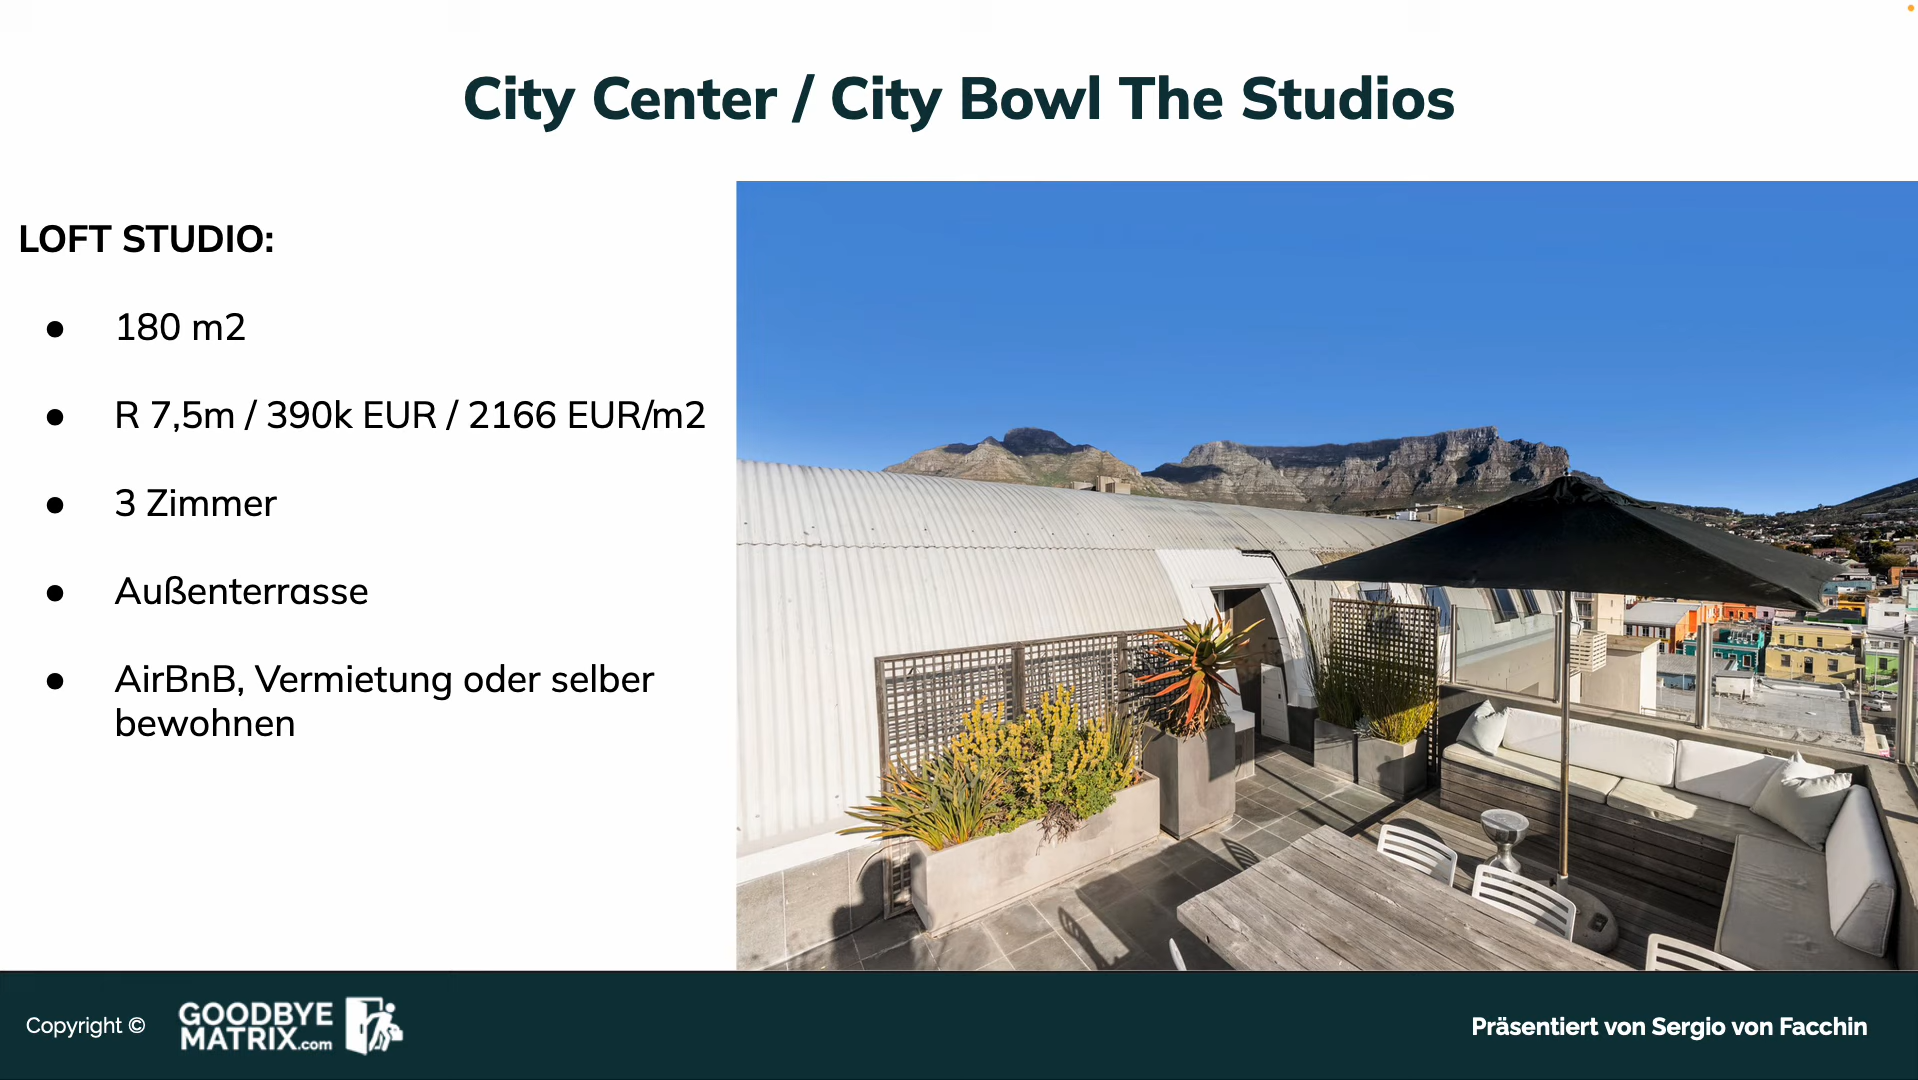 City Center / City Bowl The Studios
LOFT STUDIO:
● 180 m2
● R 7,5m / 390k EUR / 2166 EUR/m2
● 3 Zimmer
● Außenterrasse
● AirBnB, Vermietung oder selber
bewohnen
Copyright ©
GOODBYE
MATRIX.com
Präsentiert von Sergio von Facchin